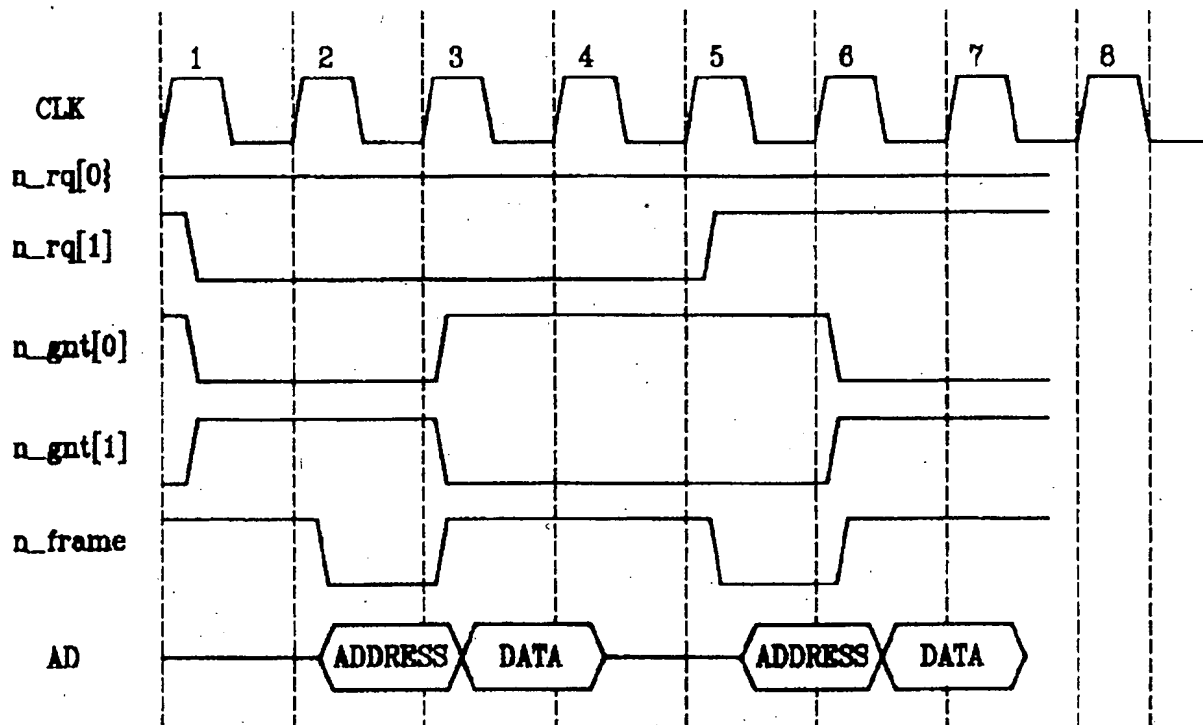 1 2 3 4 5 6 7 8
CLK
n_rq[0}
n_rq[1]
n_gnt[0]
n_gnt[1]
n_frame
AD ADDRESS DATA ADDRESS DATA